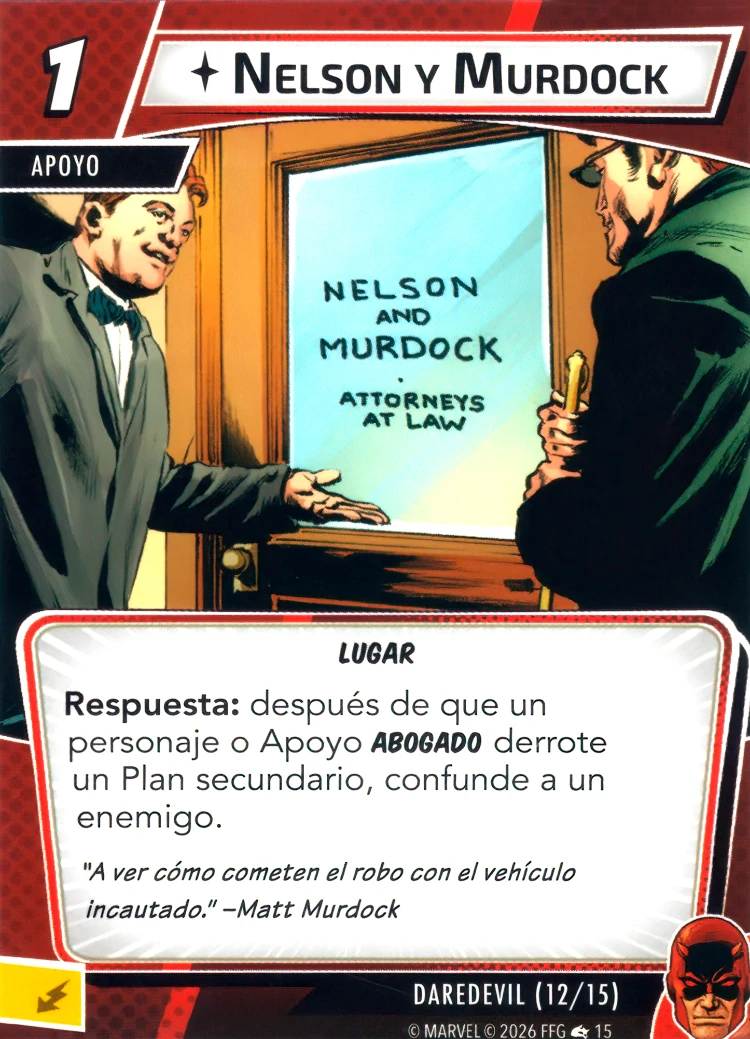 1
NELSON Y MURDOCK
APOYO
NELSON
AND
MURDOCK
ATTORNEYS
AT LAW
LUGAR
Respuesta: después de que un
personaje o Apoyo ABOGADO derrote
un Plan secundario, confunde a un
enemigo.
"A ver cómo cometen el robo con el vehículo
incautado." –Matt Murdock
DAREDEVIL (12/15)
© MARVEL © 2026 FFG 15